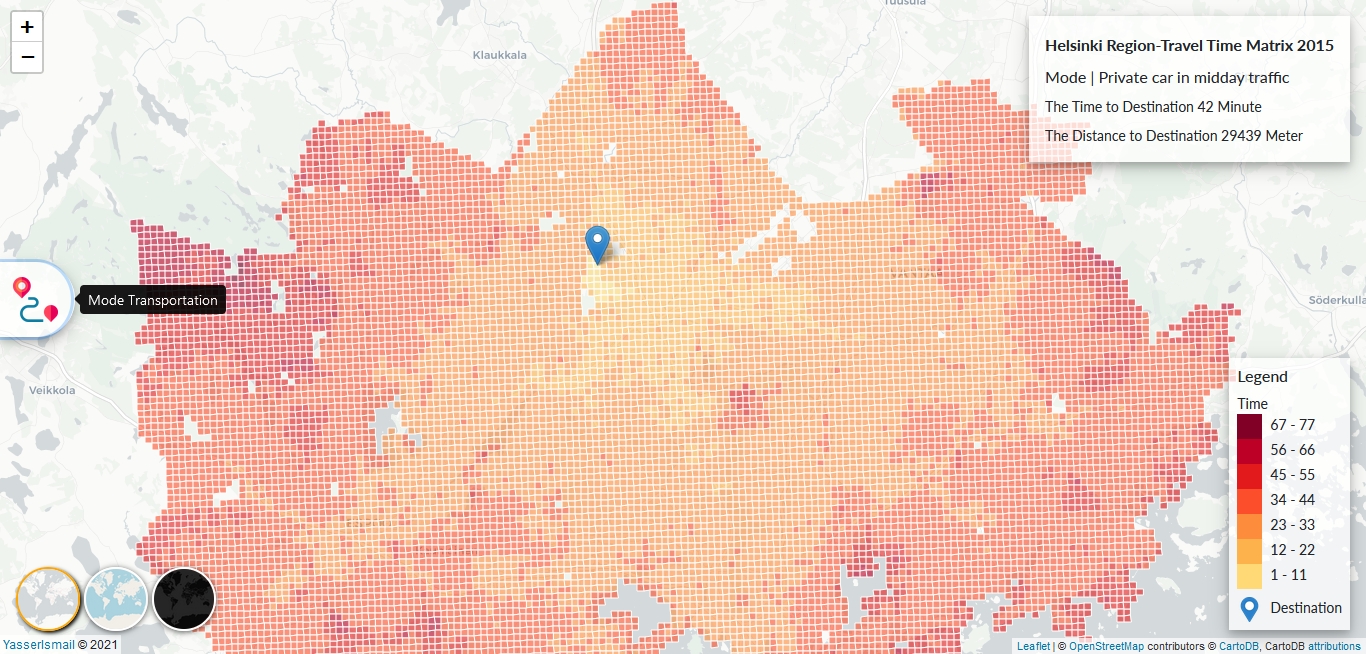 +
−
Tuusula
Klaukkala
Helsinki Region-Travel Time Matrix 2015
Mode | Private car in midday traffic
The Time to Destination 42 Minute
The Distance to Destination 29439 Meter
Mode Transportation
Söderkulla
Veikkola
Legend
Time
67 - 77
56 - 66
45 - 55
34 - 44
23 - 33
12 - 22
1 - 11
Destination
YasserIsmail © 2021
Leaflet | © OpenStreetMap contributors © CartoDB, CartoDB attributions